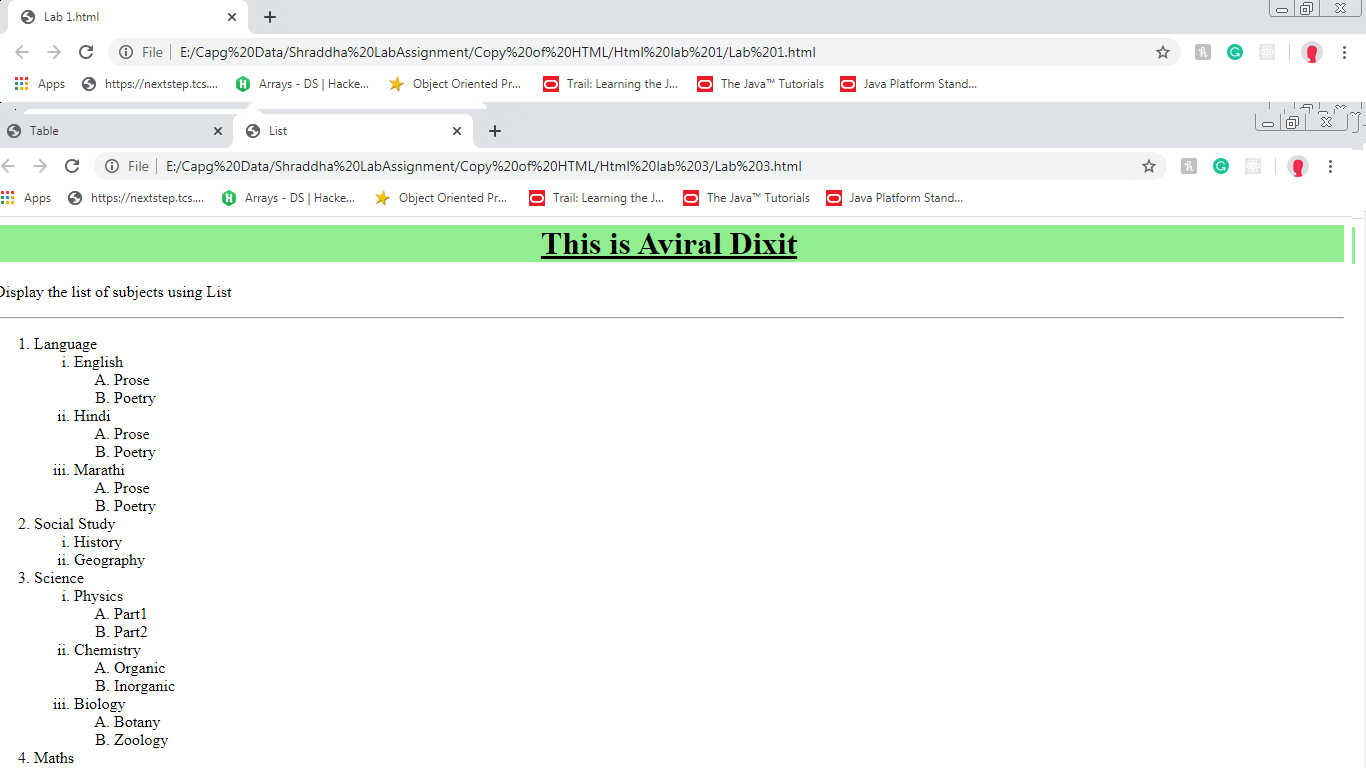 Lab 1.html
File E:/Capg%20Data/Shraddha%20LabAssignment/Copy%20of%20HTML/Html%20lab%201/Lab%201.html
Apps https://nextstep.tcs.... Arrays - DS | Hacke... Object Oriented Pr... Trail: Learning the J... The Java™ Tutorials Java Platform Stand...
Table List
File E:/Capg%20Data/Shraddha%20LabAssignment/Copy%20of%20HTML/Html%20lab%203/Lab%203.html
Apps https://nextstep.tcs.... Arrays - DS | Hacke... Object Oriented Pr... Trail: Learning the J... The Java™ Tutorials Java Platform Stand...
This is Aviral Dixit
Display the list of subjects using List
1. Language
i. English
A. Prose
B. Poetry
ii. Hindi
A. Prose
B. Poetry
iii. Marathi
A. Prose
B. Poetry
2. Social Study
i. History
ii. Geography
3. Science
i. Physics
A. Part1
B. Part2
ii. Chemistry
A. Organic
B. Inorganic
iii. Biology
A. Botany
B. Zoology
4. Maths